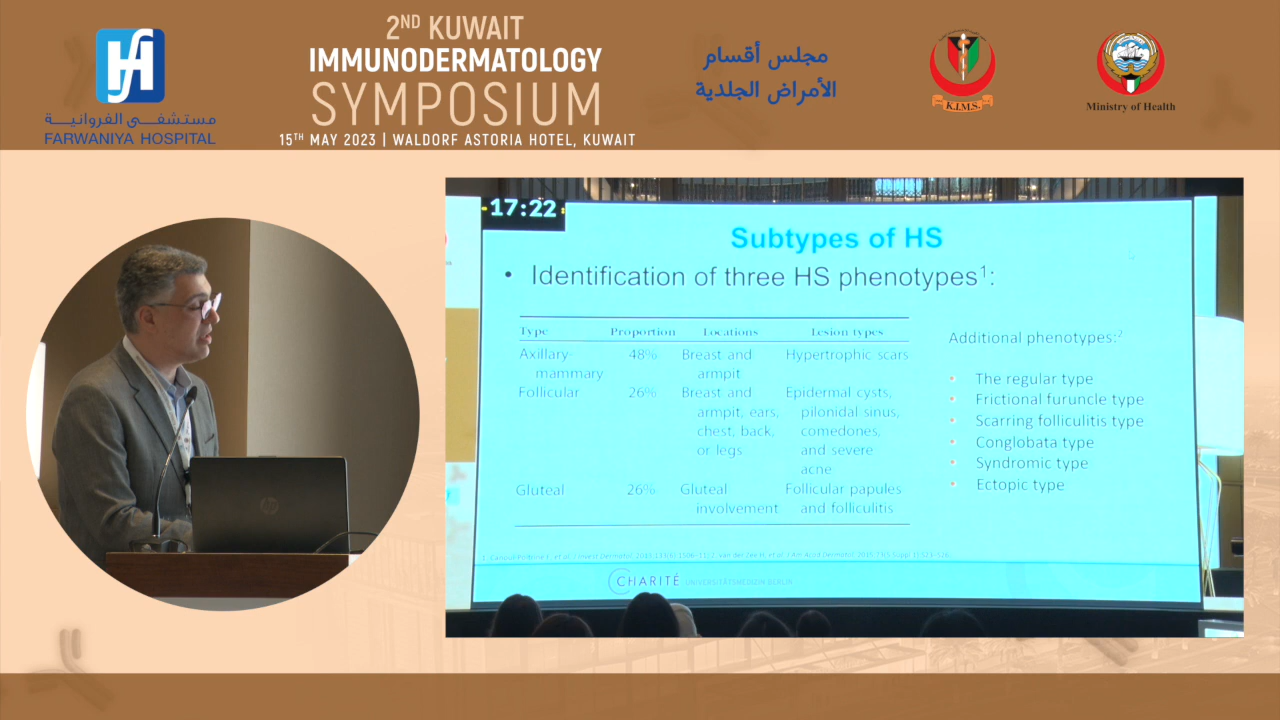 2ND KUWAIT
IMMUNODERMATOLOGY
SYMPOSIUM
15TH MAY 2023 | WALDORF ASTORIA HOTEL, KUWAIT
مستشفى الفروانية
FARWANIYA HOSPITAL
مجلس أقسام
الأمراض الجلدية
K.I.M.S.
Ministry of Health
17:22
Subtypes of HS
• Identification of three HS phenotypes1:
Type Proportion Locations Lesion types
Axillary-mammary 48% Breast and armpit Hypertrophic scars
Follicular 26% Breast and armpit, ears, chest, back, or legs Epidermal cysts, pilonidal sinus, comedones, and severe acne
Gluteal 26% Gluteal involvement Follicular papules and folliculitis
Additional phenotypes:2
• The regular type
• Frictional furuncle type
• Scarring folliculitis type
• Conglobata type
• Syndromic type
• Ectopic type
CHARITÉ UNIVERSITÄTSMEDIZIN BERLIN
hp